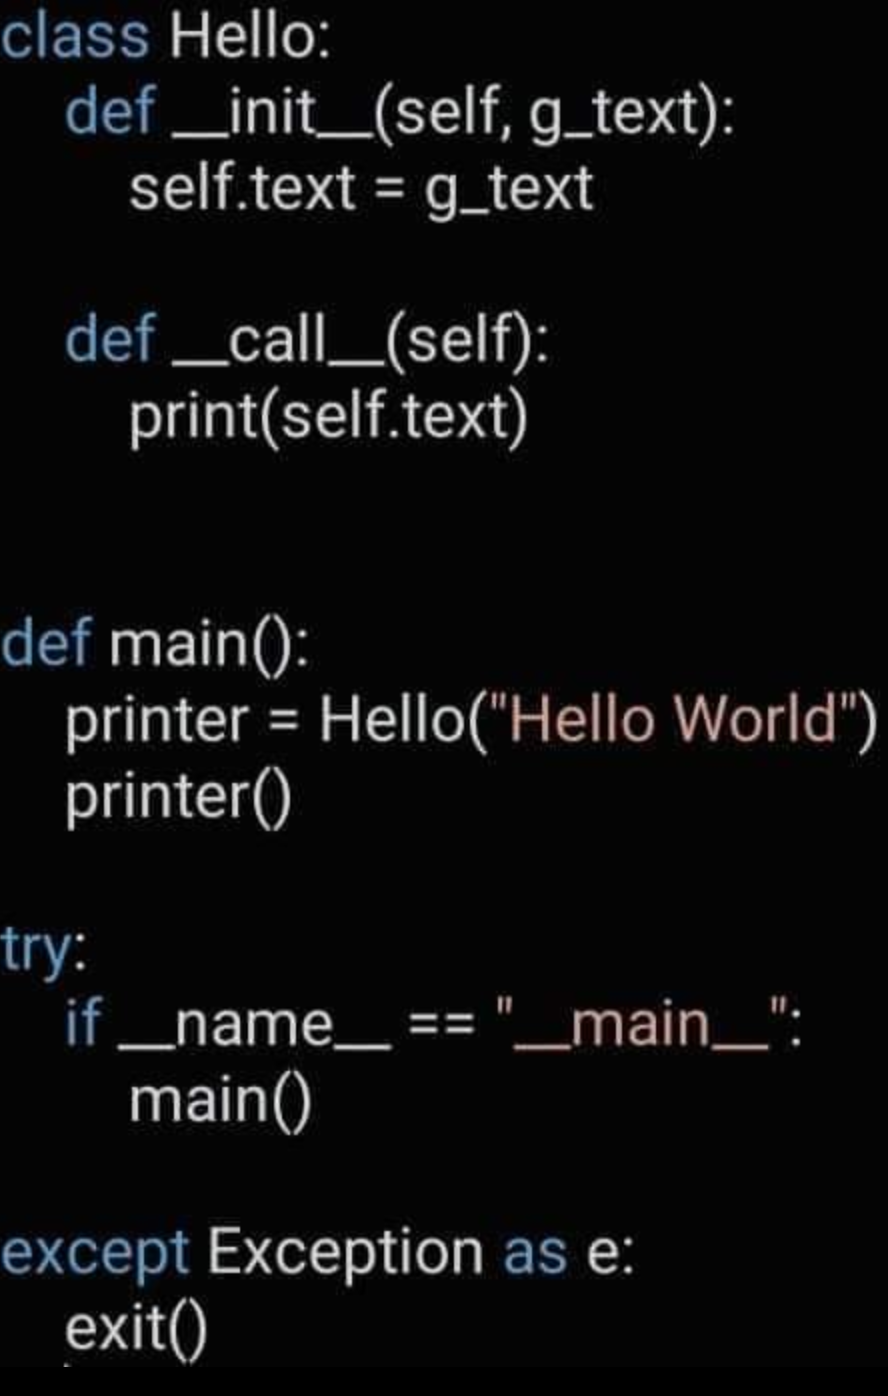 class Hello:
    def __init__(self, g_text):
        self.text = g_text
    def __call__(self):
        print(self.text)
def main():
    printer = Hello("Hello World")
    printer()
try:
    if __name__ == "__main__":
        main()
except Exception as e:
    exit()